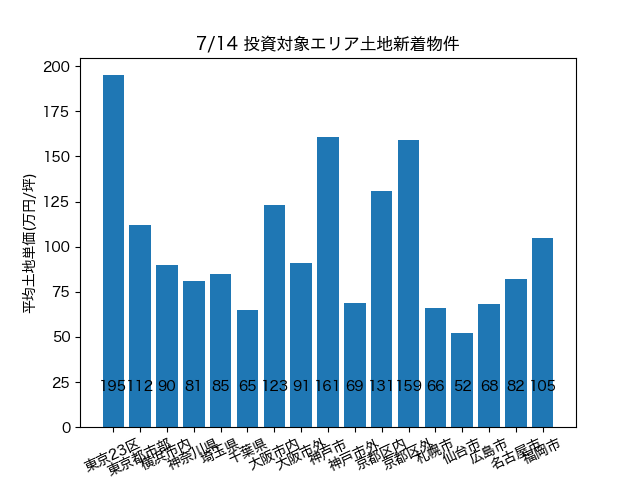 7/14 投資対象エリア土地新着物件
平均土地単価(万円/坪)
200
175
150
125
100
75
50
25
0
195 112 90 81 85 65 123 91 161 69 131 159 66 52 68 82 105
東京23区
東京都市部
横浜市内
神奈川県
埼玉県
千葉県
大阪市内
大阪市外
神戸市
神戸市外
京都区内
京都区外
札幌市
仙台市
広島市
名古屋市
福岡市